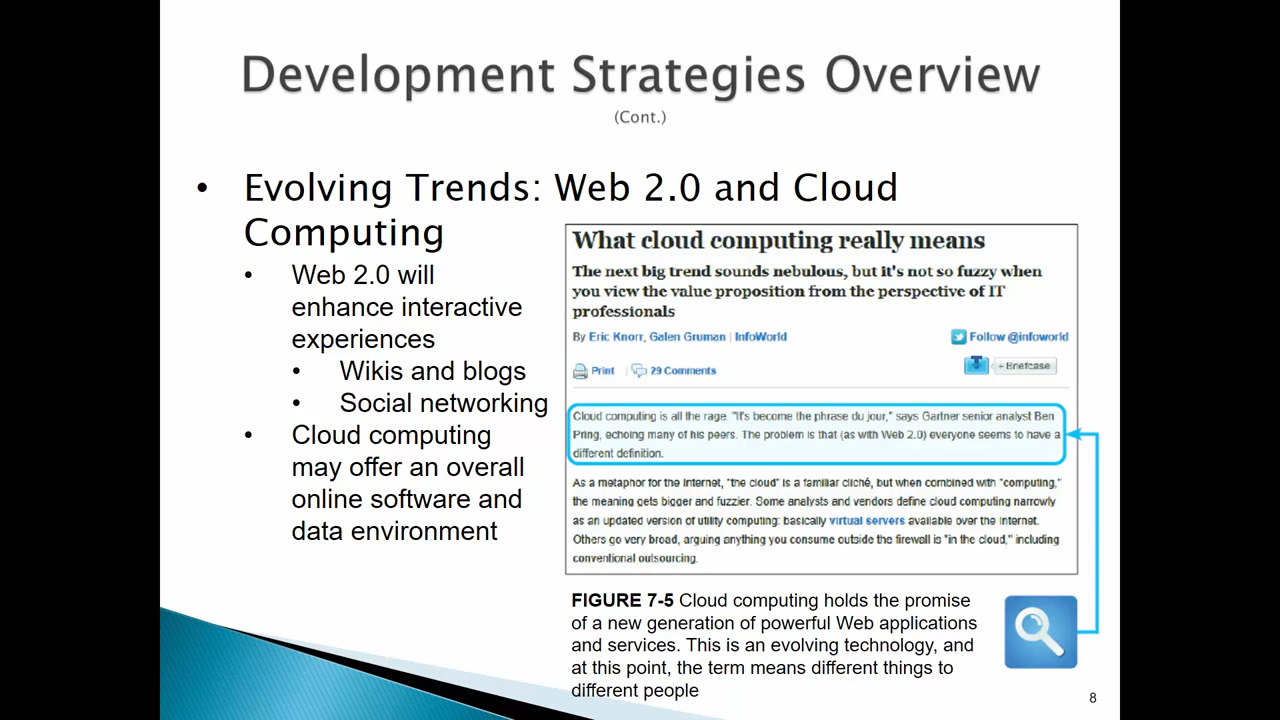 Development Strategies Overview
(Cont.)
• Evolving Trends: Web 2.0 and Cloud
Computing
• Web 2.0 will
enhance interactive
experiences
• Wikis and blogs
• Social networking
• Cloud computing
may offer an overall
online software and
data environment
What cloud computing really means
The next big trend sounds nebulous, but it's not so fuzzy when
you view the value proposition from the perspective of IT
professionals
By Eric Knorr, Galen Gruman | InfoWorld
Follow @infoworld
Print | 29 Comments
+ Briefcase
Cloud computing is all the rage. "It's become the phrase du jour," says Gartner senior analyst Ben
Pring, echoing many of his peers. The problem is that (as with Web 2.0) everyone seems to have a
different definition.
As a metaphor for the Internet, "the cloud" is a familiar cliché, but when combined with "computing,"
the meaning gets bigger and fuzzier. Some analysts and vendors define cloud computing narrowly
as an updated version of utility computing: basically virtual servers available over the Internet.
Others go very broad, arguing anything you consume outside the firewall is "in the cloud," including
conventional outsourcing.
FIGURE 7-5 Cloud computing holds the promise
of a new generation of powerful Web applications
and services. This is an evolving technology, and
at this point, the term means different things to
different people
8